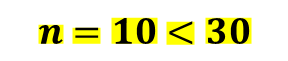 n = 10 < 30